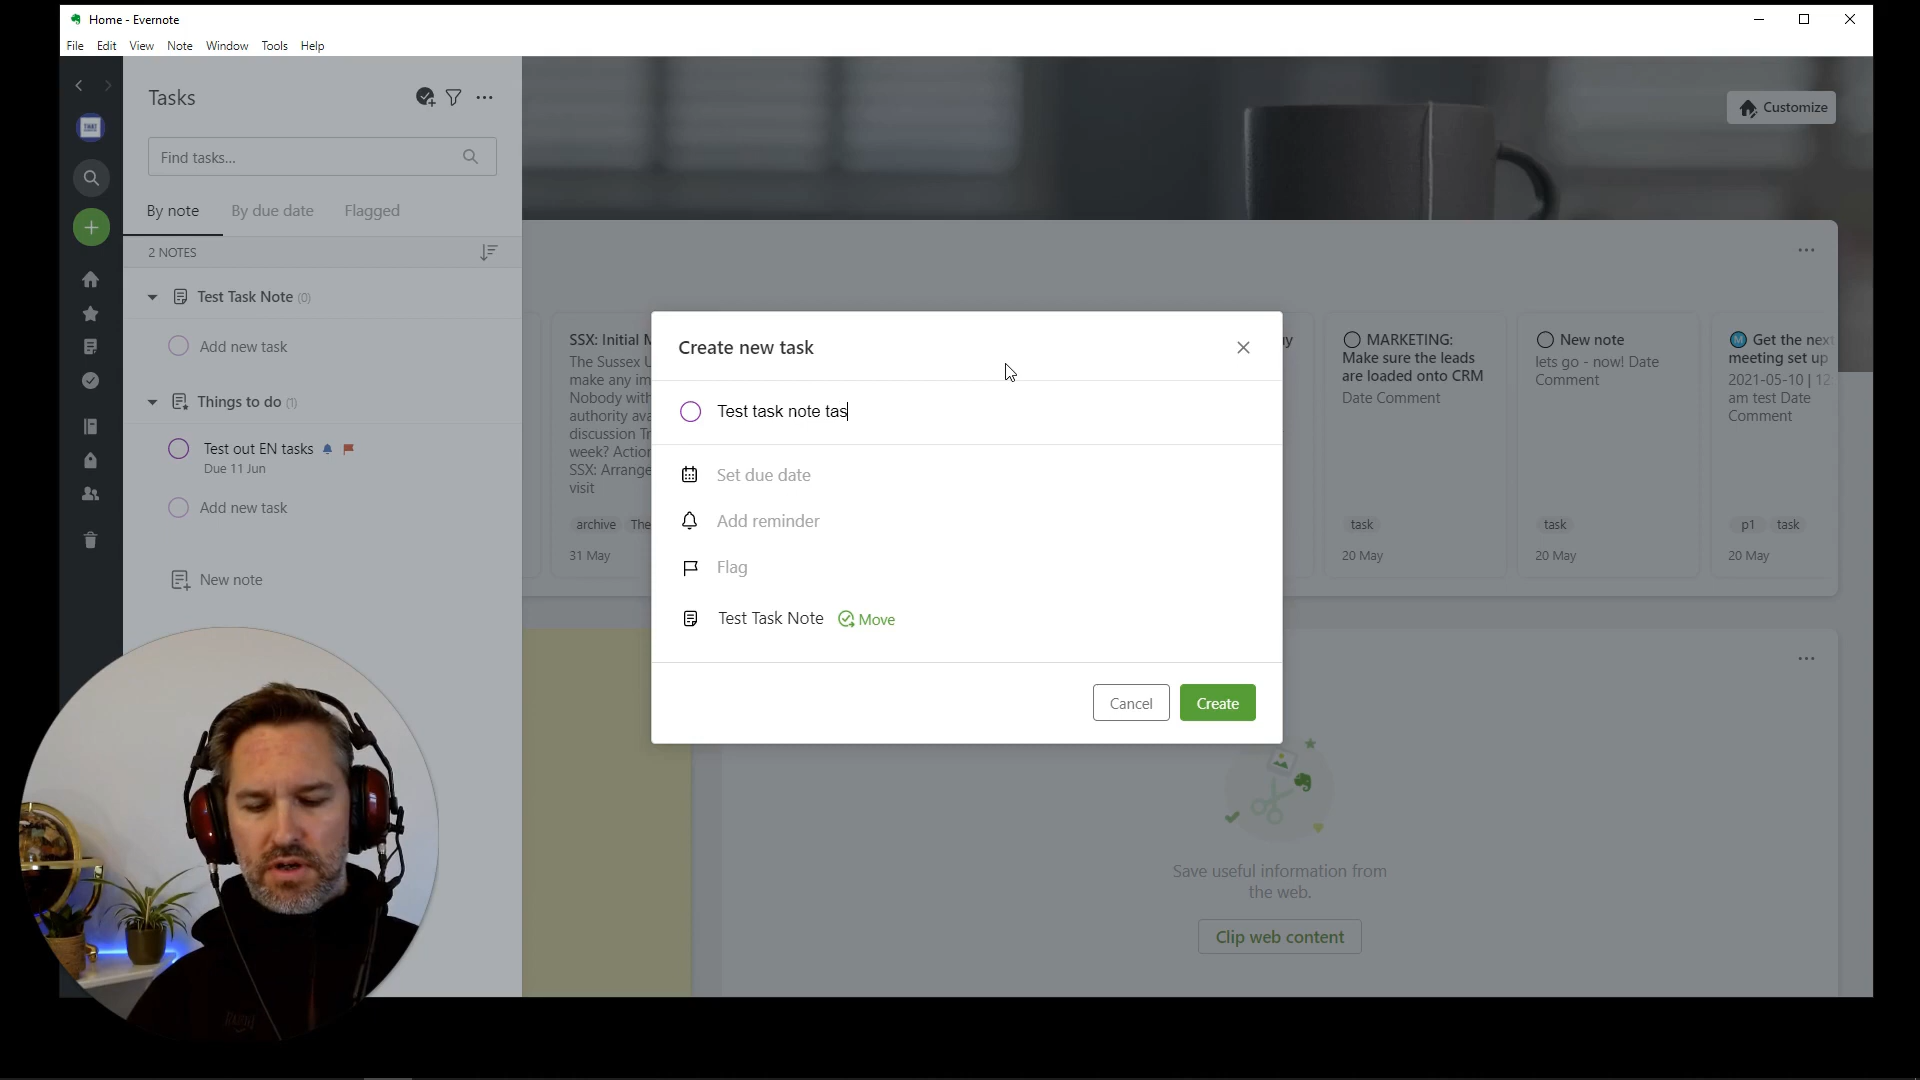 Home - Evernote
File Edit View Note Window Tools Help
Tasks
Find tasks...
By note By due date Flagged
2 NOTES
Test Task Note (0)
Add new task
Things to do (1)
Test out EN tasks
Due 11 Jun
Add new task
New note
Customize
SSX: Initial M
The Sussex U
make any im
Nobody with
authority ava
discussion Tr
week? Action
SSX: Arrange
visit
archive The
31 May
Create new task
Test task note tas
Set due date
Add reminder
Flag
Test Task Note Move
Cancel Create
MARKETING:
Make sure the leads
are loaded onto CRM
Date Comment
task
20 May
New note
lets go - now! Date
Comment
task
20 May
Get the next
meeting set up
2021-05-10 | 12:
am test Date
Comment
p1 task
20 May
Save useful information from
the web.
Clip web content